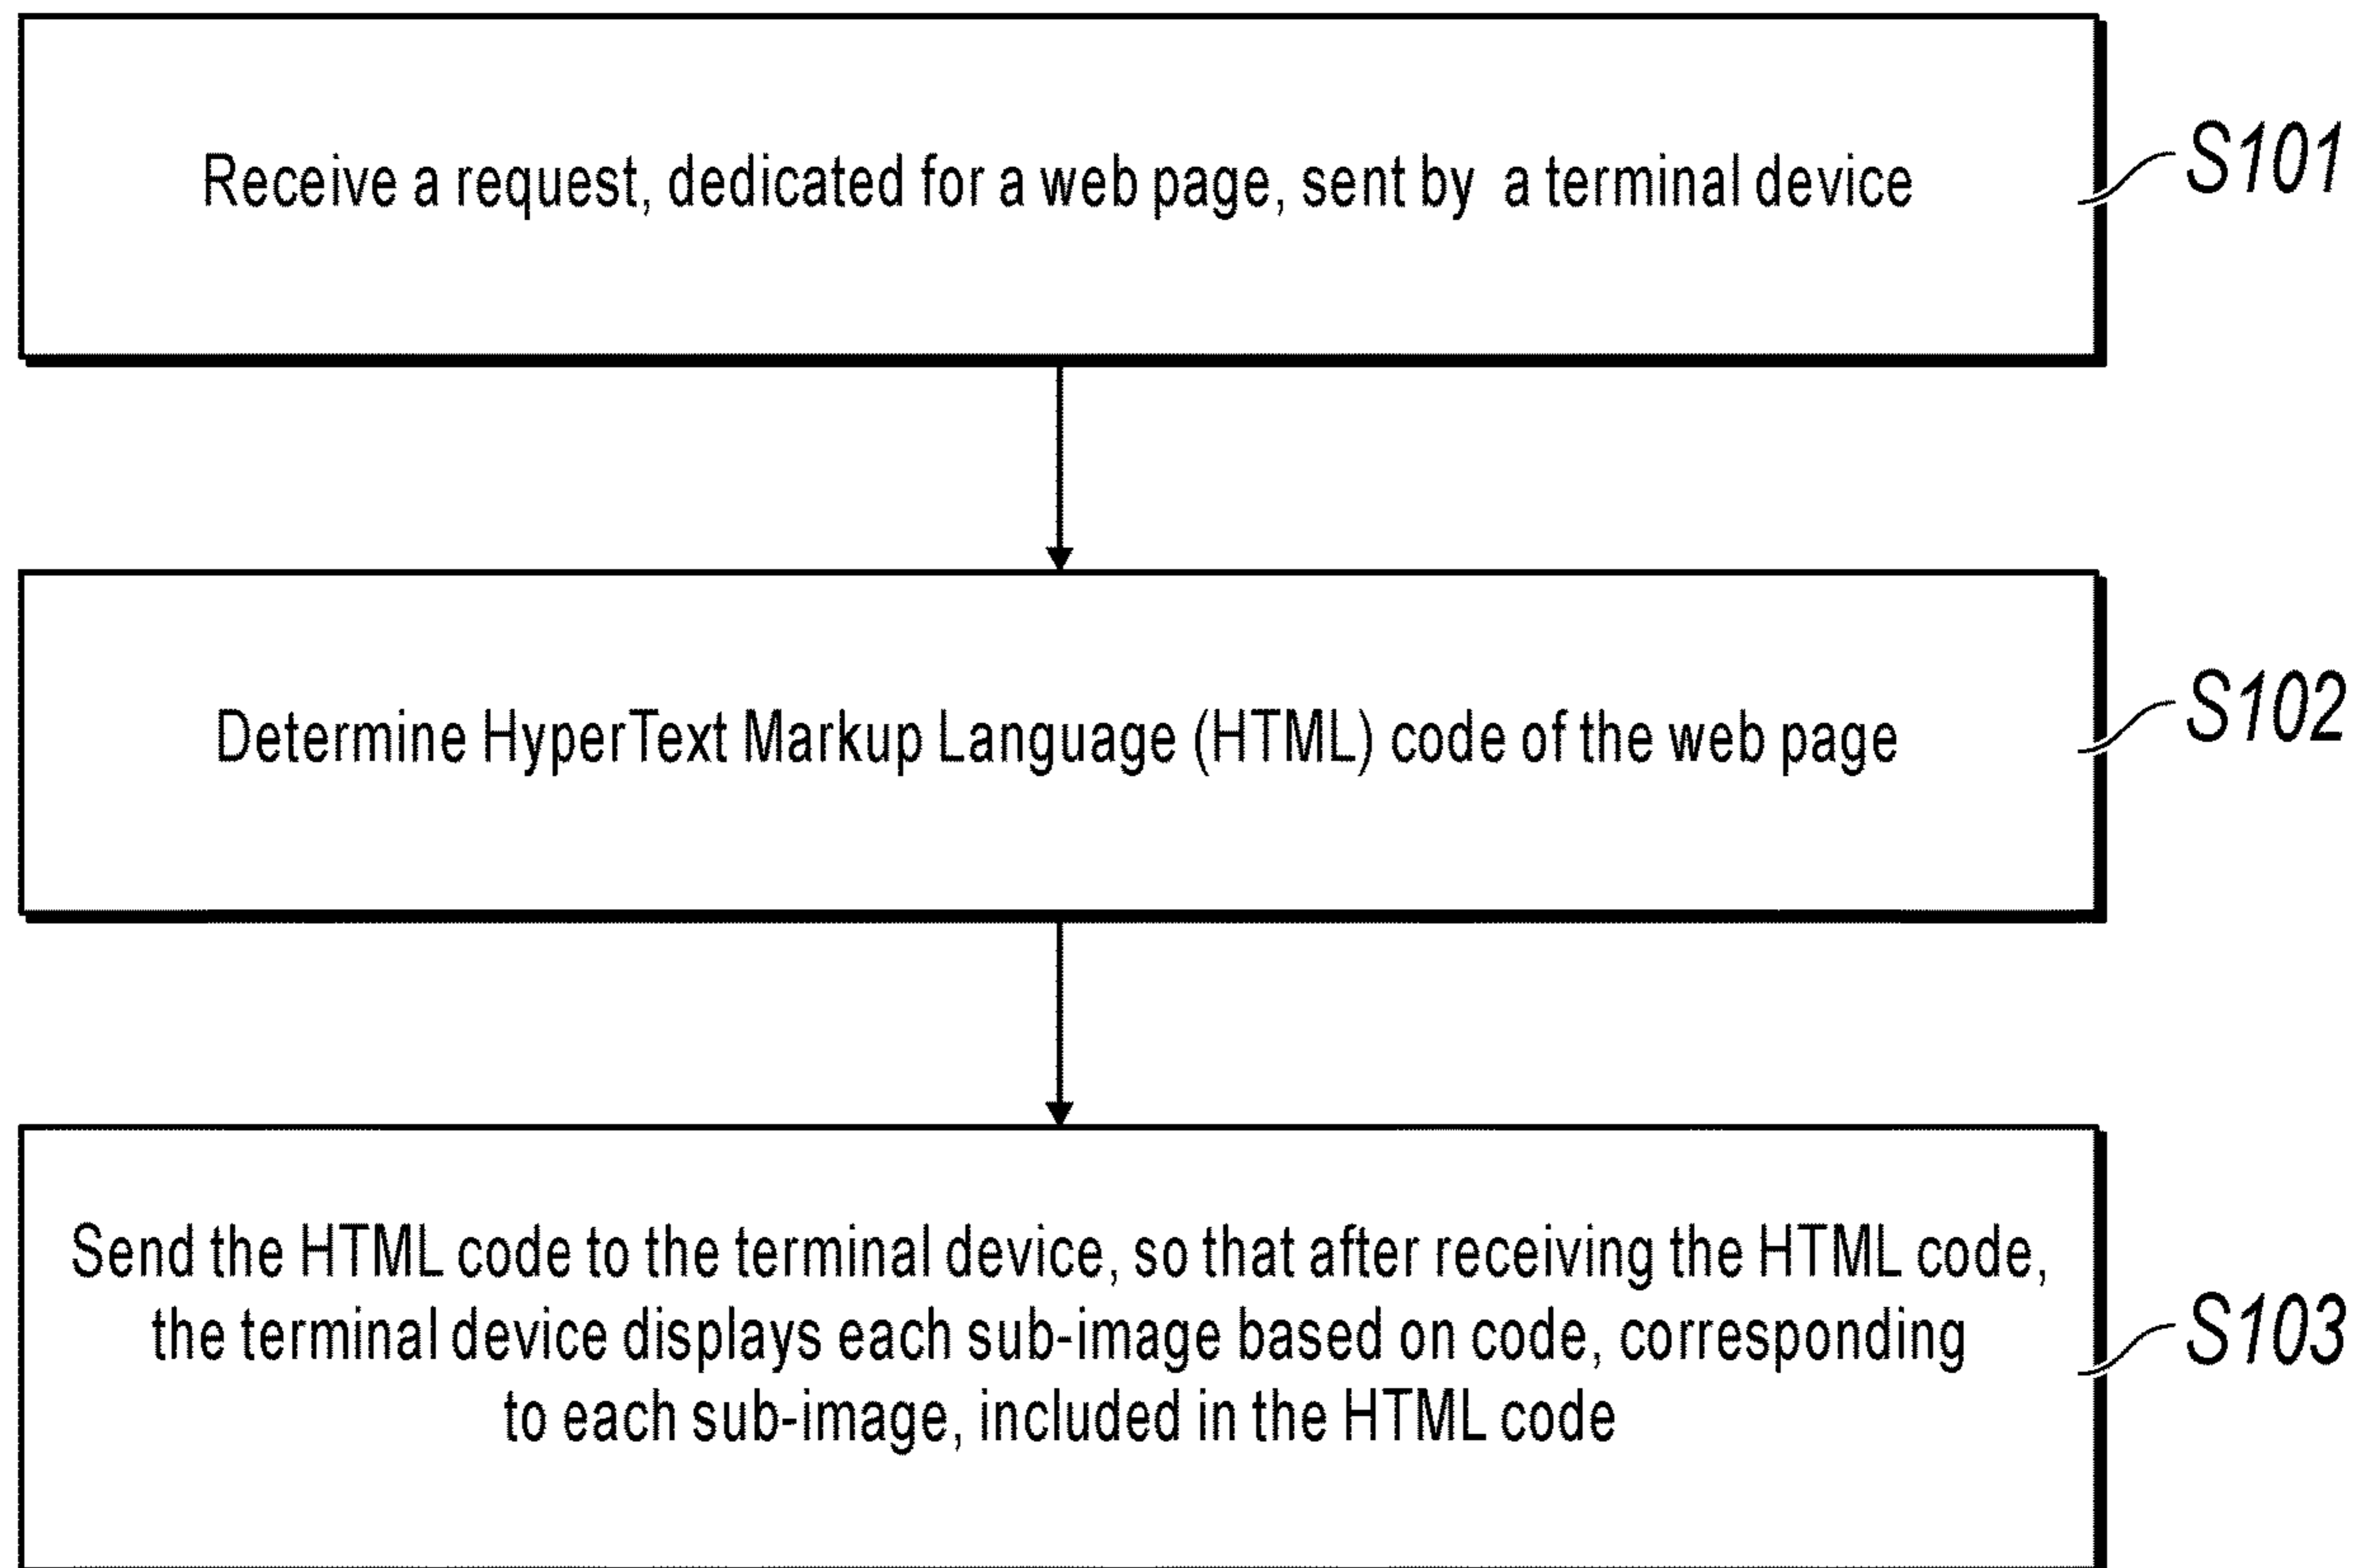 Receive a request, dedicated for a web page, sent by a terminal device
S101
Determine HyperText Markup Language (HTML) code of the web page
S102
Send the HTML code to the terminal device, so that after receiving the HTML code,
the terminal device displays each sub-image based on code, corresponding
to each sub-image, included in the HTML code
S103